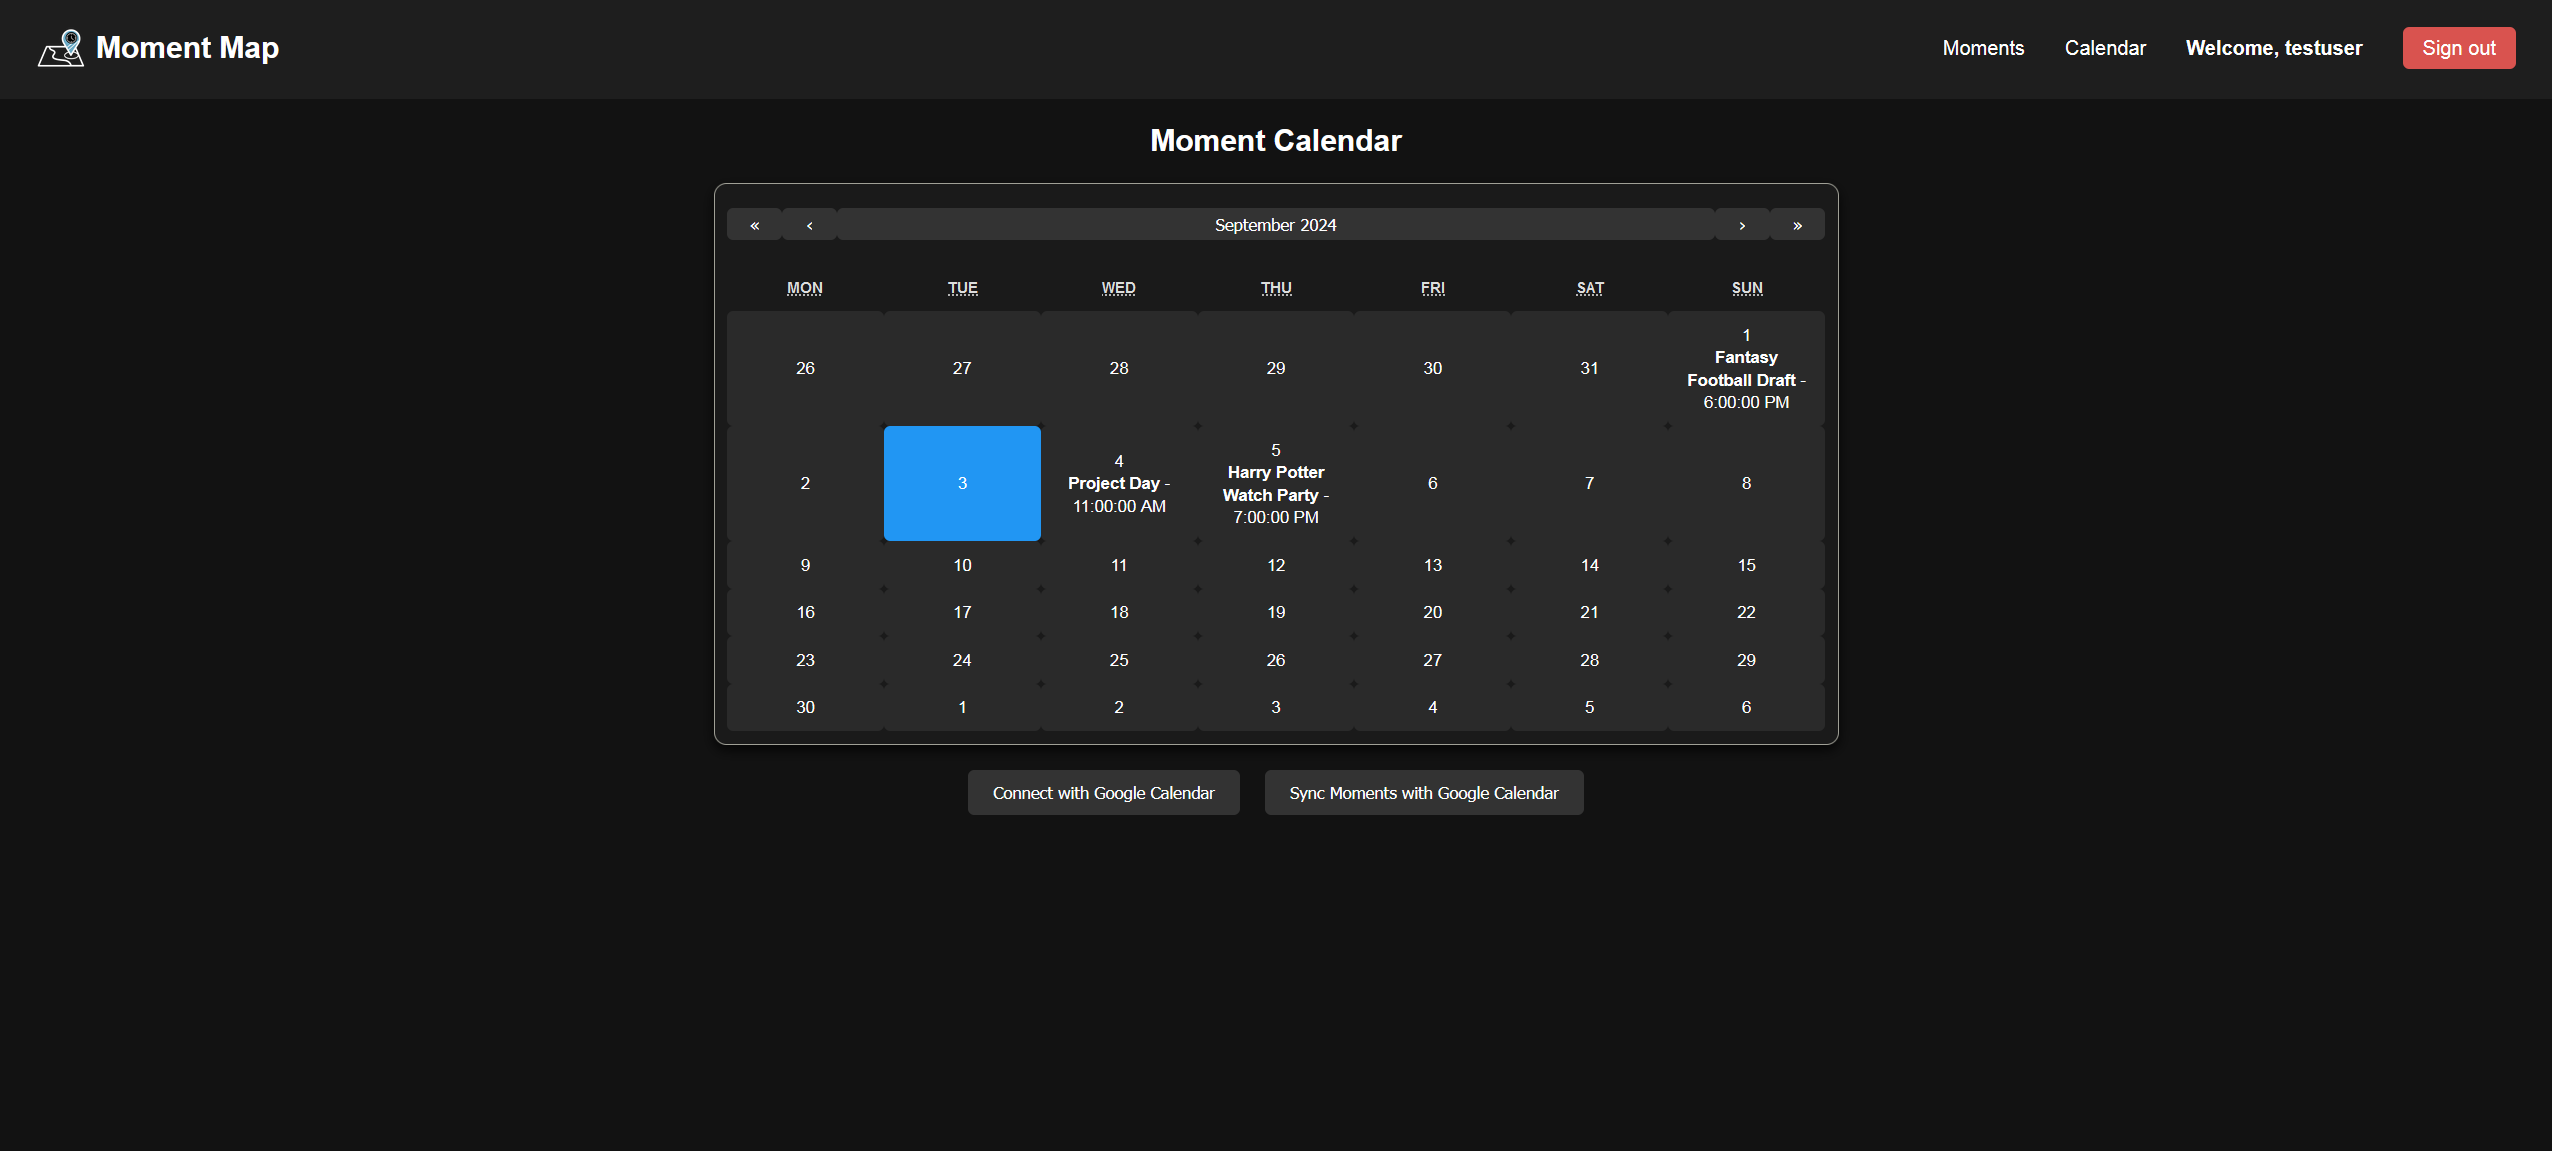 Moment Map
Moments Calendar Welcome, testuser Sign out
Moment Calendar
« ‹ September 2024 › »
MON TUE WED THU FRI SAT SUN
26 27 28 29 30 31 1
Fantasy
Football Draft -
6:00:00 PM
2 3 4
Project Day -
11:00:00 AM
5
Harry Potter
Watch Party -
7:00:00 PM
6 7 8
9 10 11 12 13 14 15
16 17 18 19 20 21 22
23 24 25 26 27 28 29
30 1 2 3 4 5 6
Connect with Google Calendar Sync Moments with Google Calendar